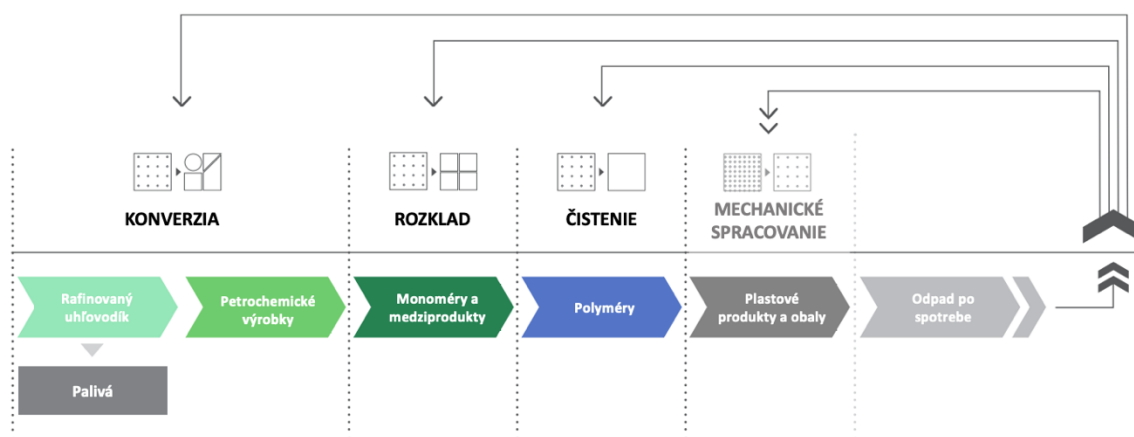 KONVERZIA
ROZKLAD
ČISTENIE
MECHANICKÉ
SPRACOVANIE
Rafinovaný
uhľovodík
Petrochemické
výrobky
Monoméry a
medziprodukty
Polyméry
Plastové
produkty a obaly
Odpad po
spotrebe
Palivá